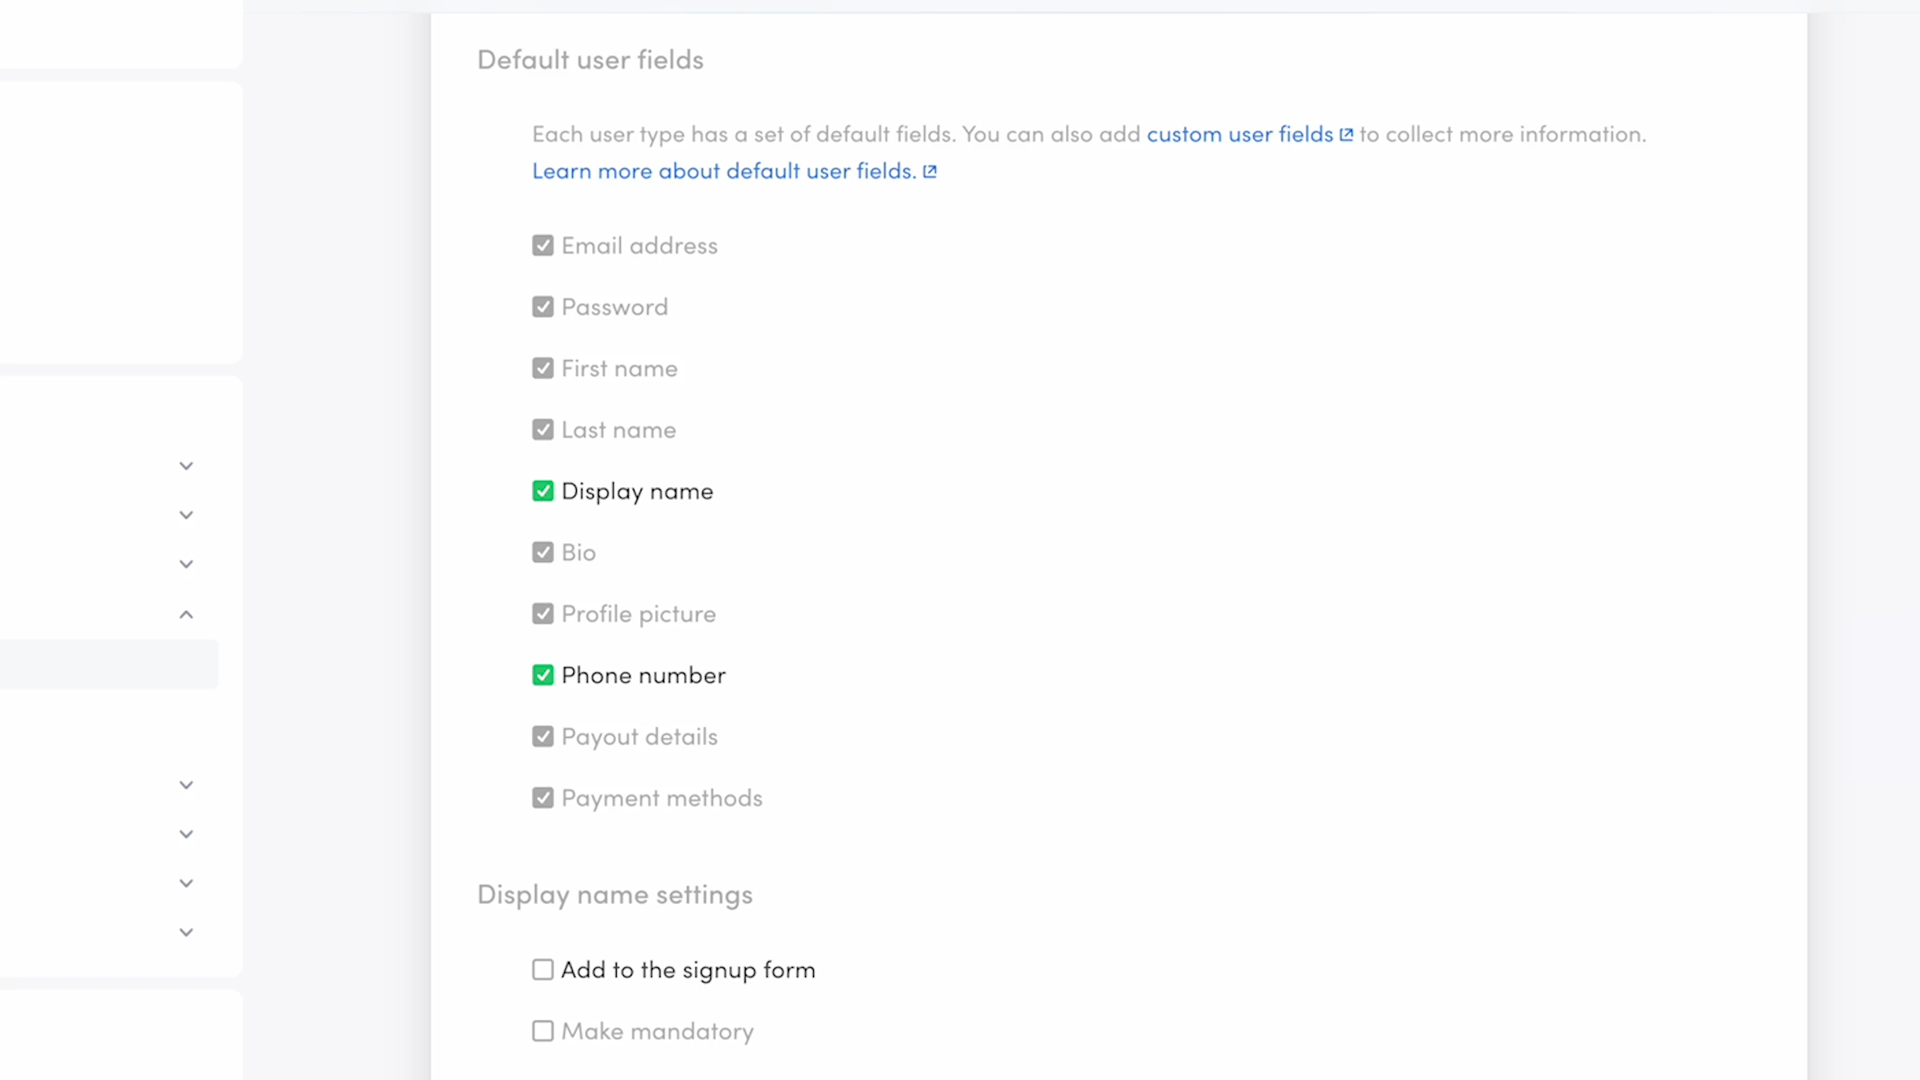 Default user fields
Each user type has a set of default fields. You can also add custom user fields to collect more information.
Learn more about default user fields.
Email address
Password
First name
Last name
Display name
Bio
Profile picture
Phone number
Payout details
Payment methods
Display name settings
Add to the signup form
Make mandatory